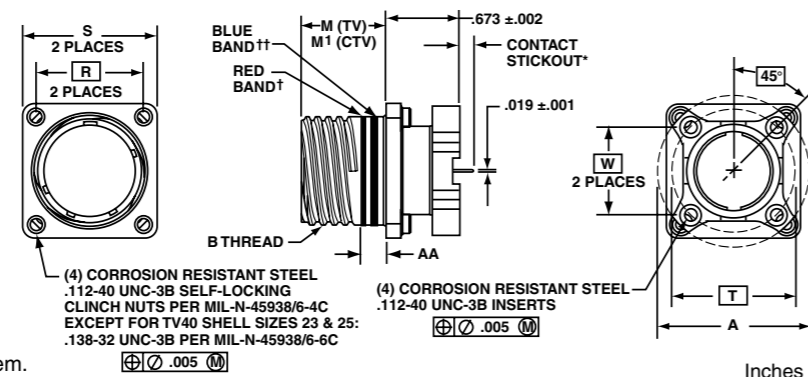 S
2 PLACES
R
2 PLACES
BLUE
BAND††
RED
BAND†
M (TV)
M1 (CTV)
.673 ±.002
CONTACT
STICKOUT*
.019 ±.001
B THREAD
AA
45°
W
2 PLACES
T
A
(4) CORROSION RESISTANT STEEL
.112-40 UNC-3B SELF-LOCKING
CLINCH NUTS PER MIL-N-45938/6-4C
EXCEPT FOR TV40 SHELL SIZES 23 & 25:
.138-32 UNC-3B PER MIL-N-45938/6-6C
⌖ ∅ .005 Ⓜ
(4) CORROSION RESISTANT STEEL
.112-40 UNC-3B INSERTS
⌖ ∅ .005 Ⓜ
em.
Inches